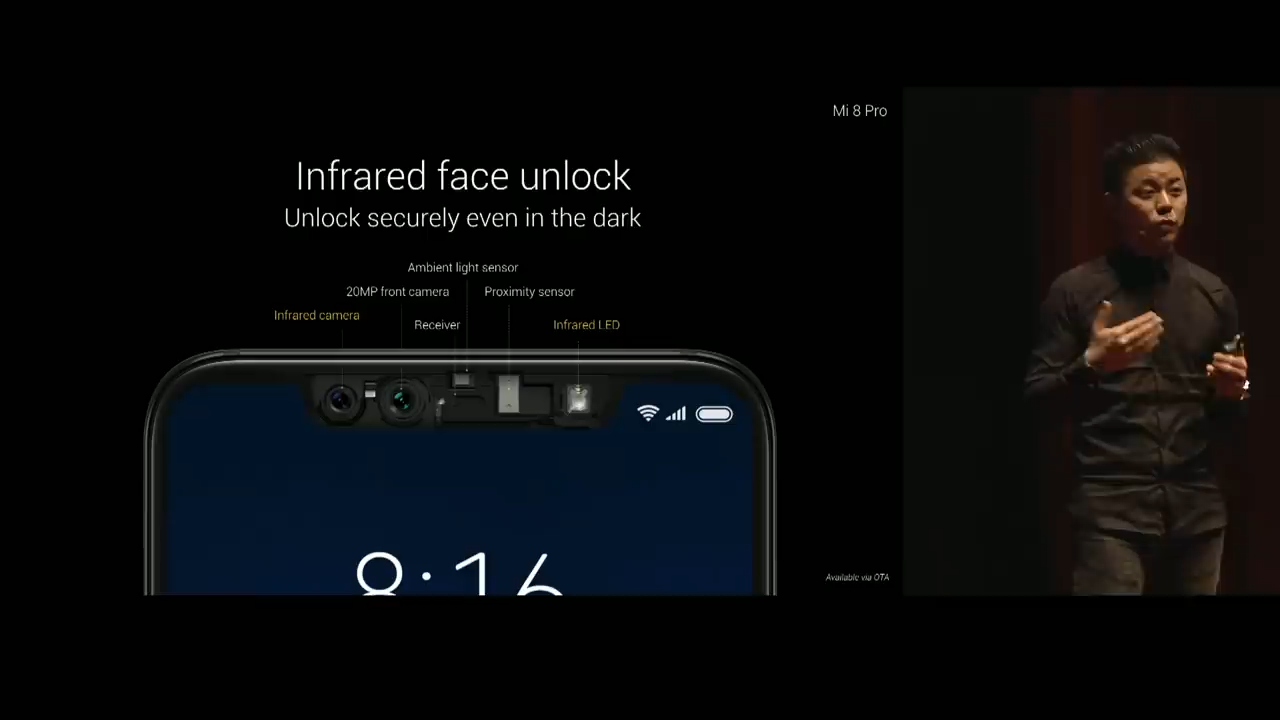 Mi 8 Pro
Infrared face unlock
Unlock securely even in the dark
Ambient light sensor
20MP front camera
Proximity sensor
Infrared camera
Receiver
Infrared LED
8:16
Available via OTA